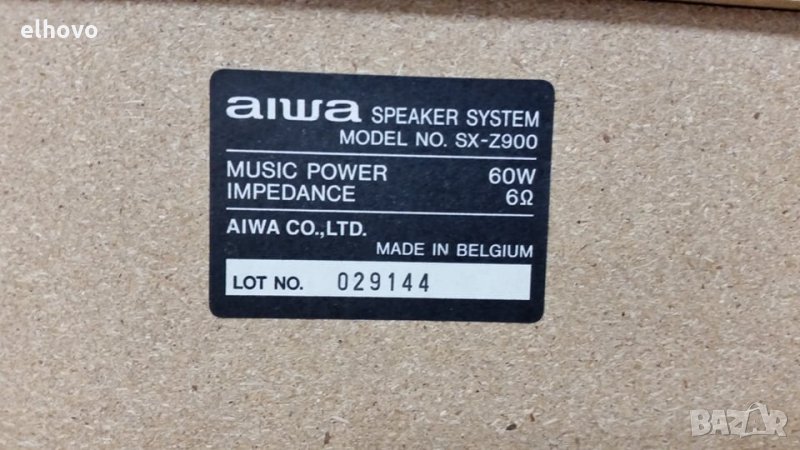 elhovo
aiwa SPEAKER SYSTEM
MODEL NO. SX-Z900
MUSIC POWER 60W
IMPEDANCE 6Ω
AIWA CO.,LTD.
MADE IN BELGIUM
LOT NO. 029144
BAZAR